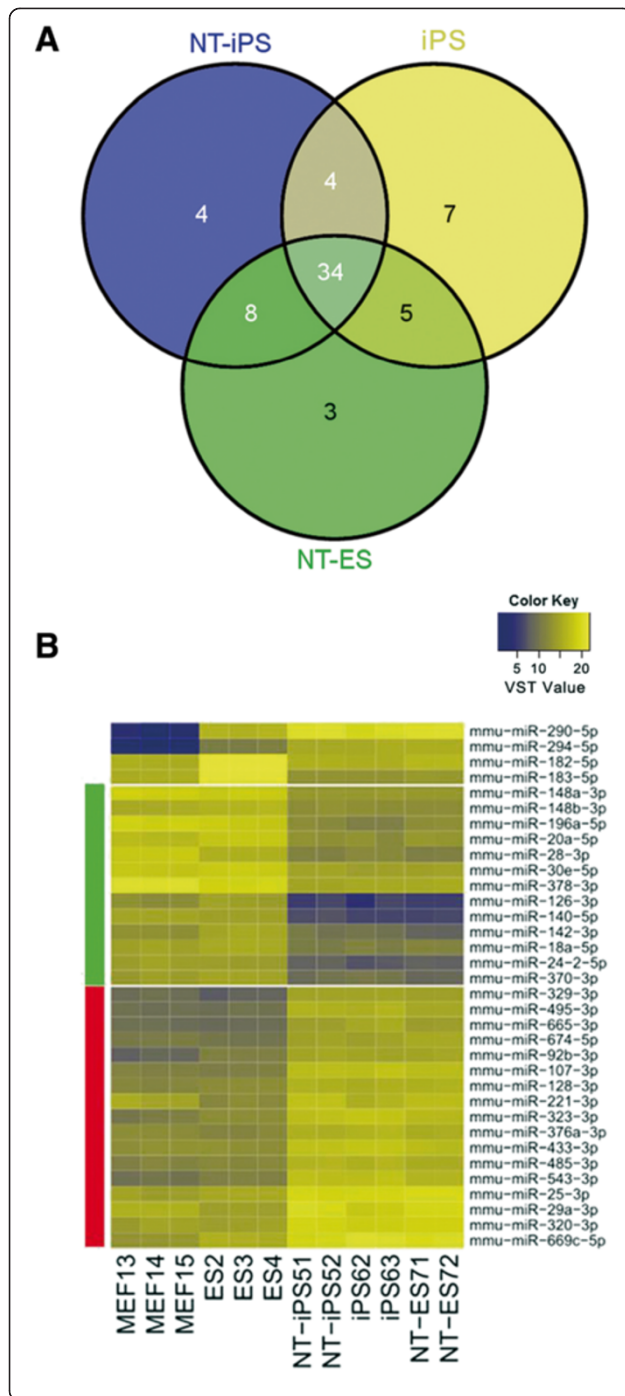 A
NT-iPS
iPS
4
4
7
34
8
5
3
NT-ES
B
Color Key
5 10 20
VST Value
mmu-miR-290-5p
mmu-miR-294-5p
mmu-miR-182-5p
mmu-miR-183-5p
mmu-miR-148a-3p
mmu-miR-148b-3p
mmu-miR-196a-5p
mmu-miR-20a-5p
mmu-miR-28-3p
mmu-miR-30e-5p
mmu-miR-378-3p
mmu-miR-126-3p
mmu-miR-140-5p
mmu-miR-142-3p
mmu-miR-18a-5p
mmu-miR-24-2-5p
mmu-miR-370-3p
mmu-miR-329-3p
mmu-miR-495-3p
mmu-miR-665-3p
mmu-miR-674-5p
mmu-miR-92b-3p
mmu-miR-107-3p
mmu-miR-128-3p
mmu-miR-221-3p
mmu-miR-323-3p
mmu-miR-376a-3p
mmu-miR-433-3p
mmu-miR-485-3p
mmu-miR-543-3p
mmu-miR-25-3p
mmu-miR-29a-3p
mmu-miR-320-3p
mmu-miR-669c-5p
MEF13
MEF14
MEF15
ES2
ES3
ES4
NT-iPS51
NT-iPS52
iPS62
iPS63
NT-ES71
NT-ES72